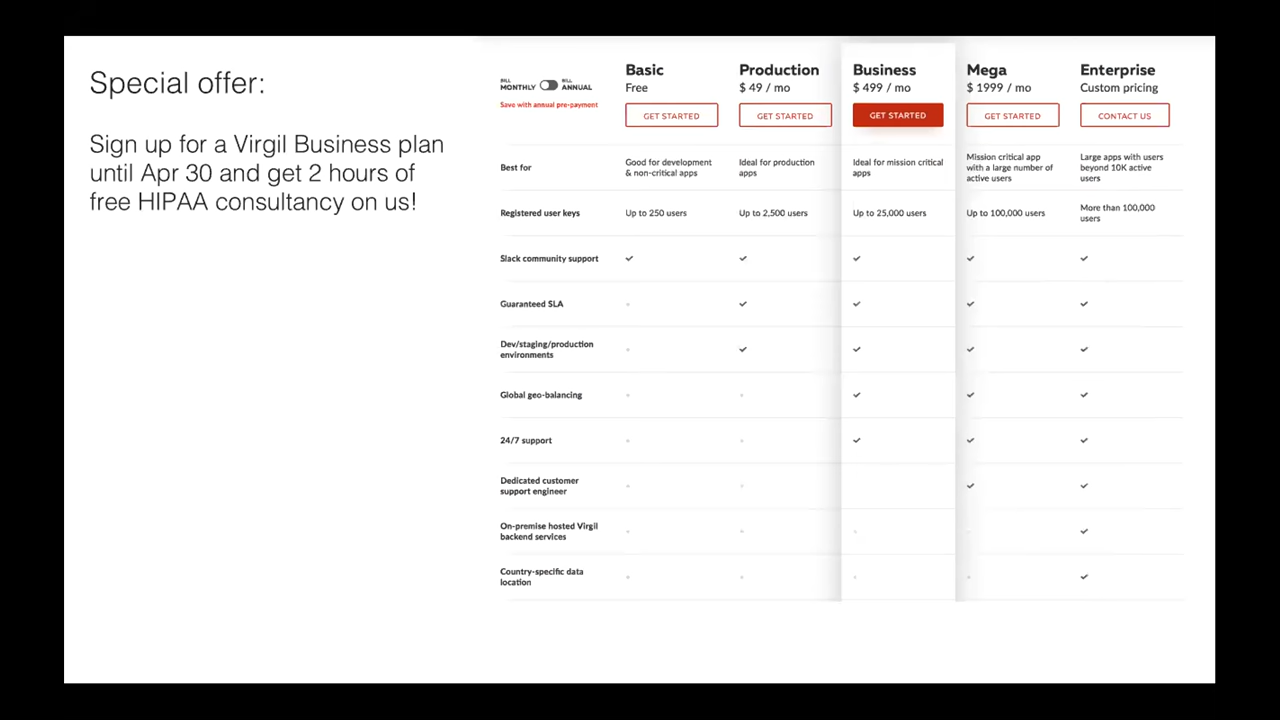 Special offer:
Sign up for a Virgil Business plan
until Apr 30 and get 2 hours of
free HIPAA consultancy on us!
BILL MONTHLY BILL ANNUAL
Save with annual pre-payment
Basic Production Business Mega Enterprise
Free $ 49 / mo $ 499 / mo $ 1999 / mo Custom pricing
GET STARTED GET STARTED GET STARTED GET STARTED CONTACT US
Best for
Good for development
& non-critical apps
Ideal for production
apps
Ideal for mission critical
apps
Mission critical app
with a large number of
active users
Large apps with users
beyond 10K active
users
Registered user keys
Up to 250 users
Up to 2,500 users
Up to 25,000 users
Up to 100,000 users
More than 100,000
users
Slack community support
Guaranteed SLA
Dev/staging/production
environments
Global geo-balancing
24/7 support
Dedicated customer
support engineer
On-premise hosted Virgil
backend services
Country-specific data
location